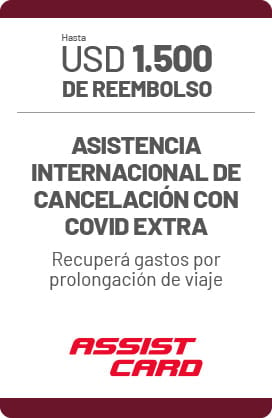 Hasta
USD 1.500
DE REEMBOLSO
ASISTENCIA
INTERNACIONAL DE
CANCELACIÓN CON
COVID EXTRA
Recuperá gastos por
prolongación de viaje
ASSIST
CARD